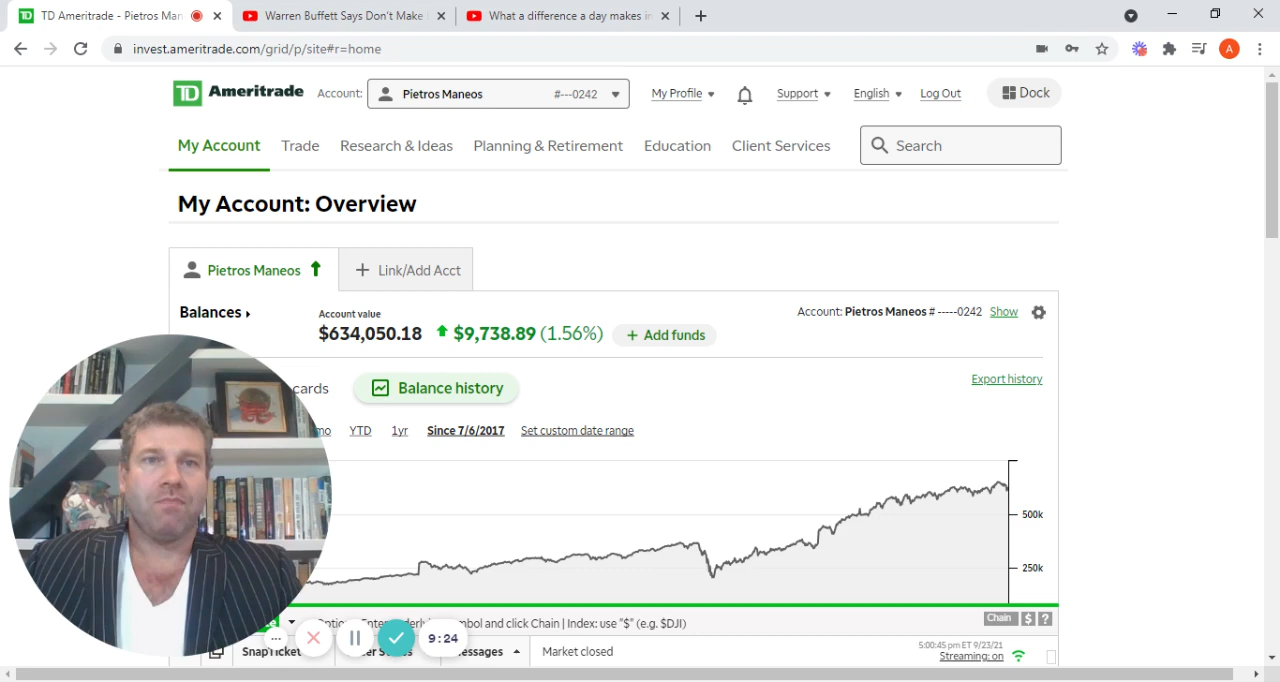 TD Ameritrade - Pietros Man
Warren Buffett Says Don't Make
What a difference a day makes in
invest.ameritrade.com/grid/p/site#r=home
A
TD Ameritrade Account: Pietros Maneos #---0242 My Profile Support English Log Out Dock
My Account Trade Research & Ideas Planning & Retirement Education Client Services Search
My Account: Overview
Pietros Maneos Link/Add Acct
Balances Account value Account: Pietros Maneos # -----0242 Show
$634,050.18 $9,738.89 (1.56%) + Add funds
cards Balance history Export history
mo YTD 1yr Since 7/6/2017 Set custom date range
500k
250k
symbol and click Chain | Index: use "$" (e.g. $DJI) Chain $ ?
9:24
5:00:45 pm ET 9/23/21
SnapTicket Market closed Streaming: on